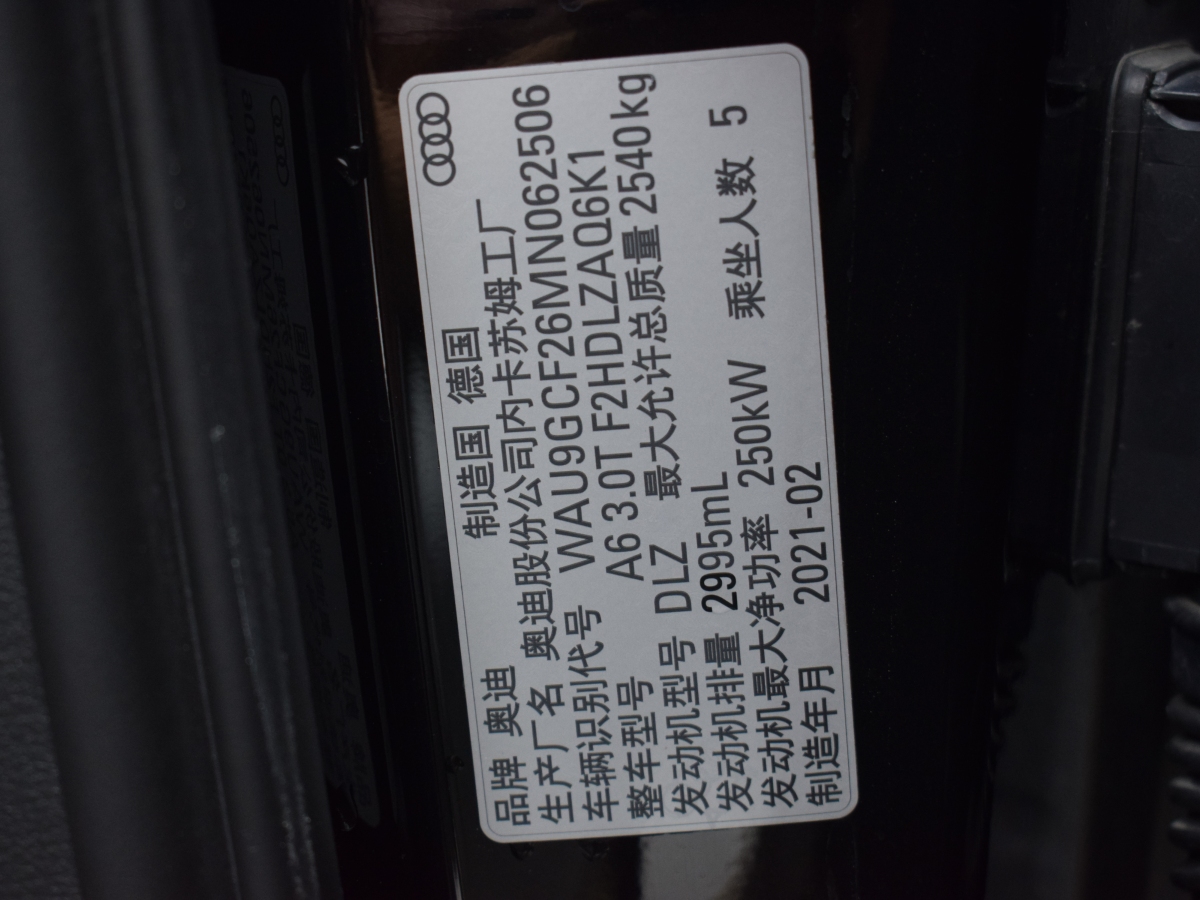 品牌 奥迪 制造国 德国
生产厂名 奥迪股份公司内卡苏姆工厂
车辆识别代号 WAU9GCF26MN062506
整车型号 A6 3.0T F2HDLZAQ6K1
发动机型号 DLZ 最大允许总质量 2540kg
发动机排量 2995mL
发动机最大净功率 250kW 乘坐人数 5
制造年月 2021-02